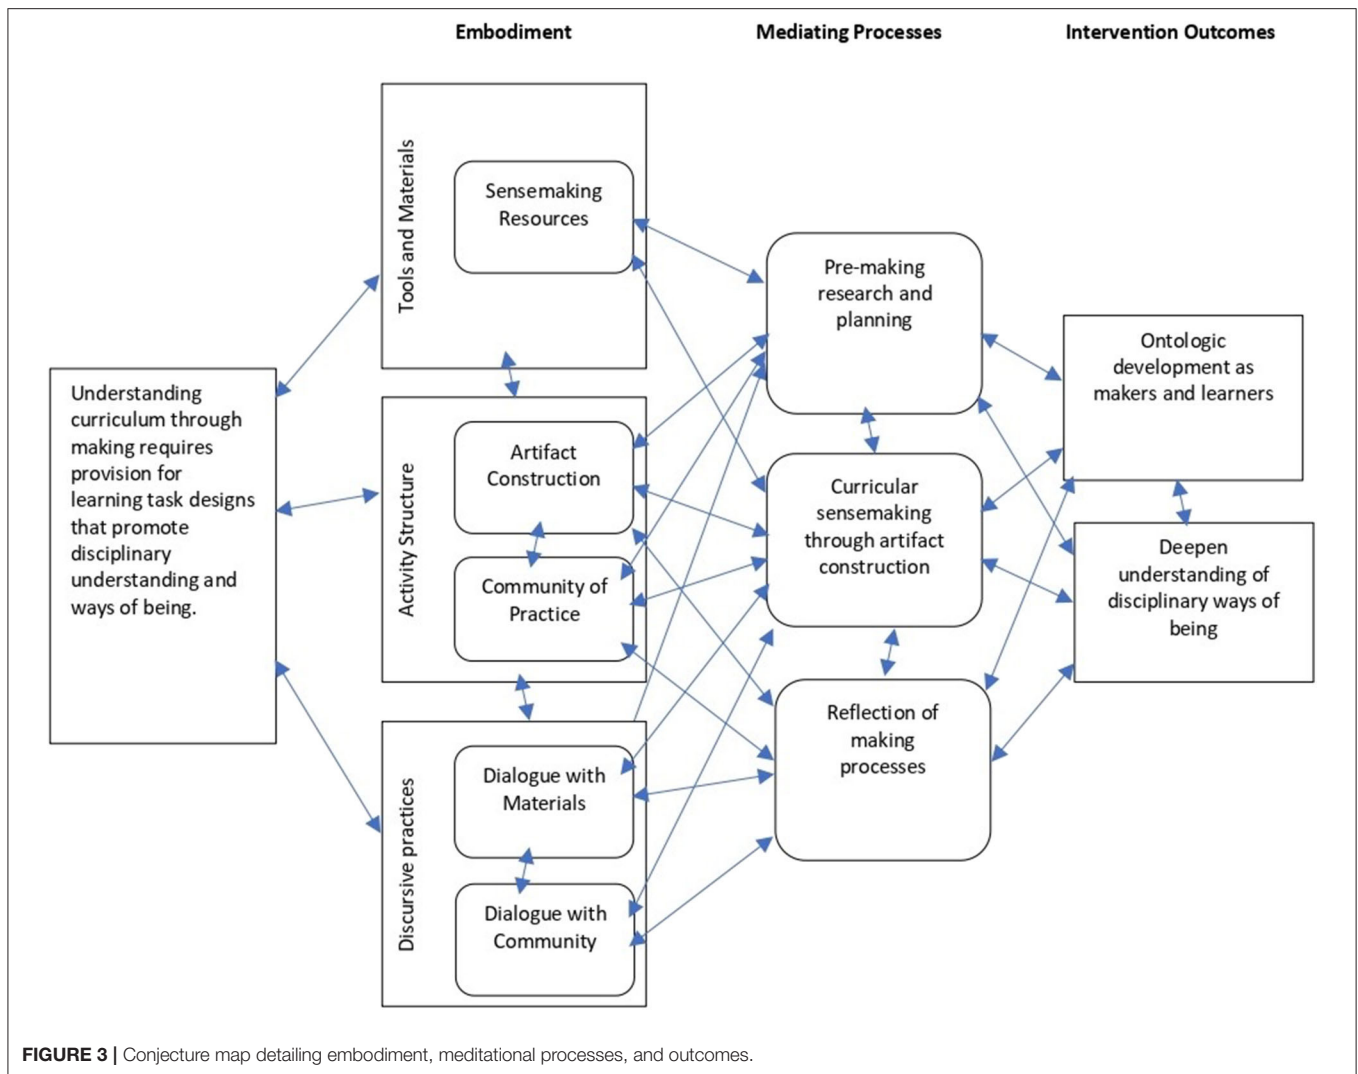 Embodiment
Mediating Processes
Intervention Outcomes
Understanding
curriculum through
making requires
provision for
learning task designs
that promote
disciplinary
understanding and
ways of being.
Tools and Materials
Sensemaking
Resources
Activity Structure
Artifact
Construction
Community of
Practice
Discursive practices
Dialogue with
Materials
Dialogue with
Community
Pre-making
research and
planning
Curricular
sensemaking
through artifact
construction
Reflection of
making
processes
Ontologic
development as
makers and learners
Deepen
understanding of
disciplinary ways of
being
FIGURE 3 | Conjecture map detailing embodiment, meditational processes, and outcomes.